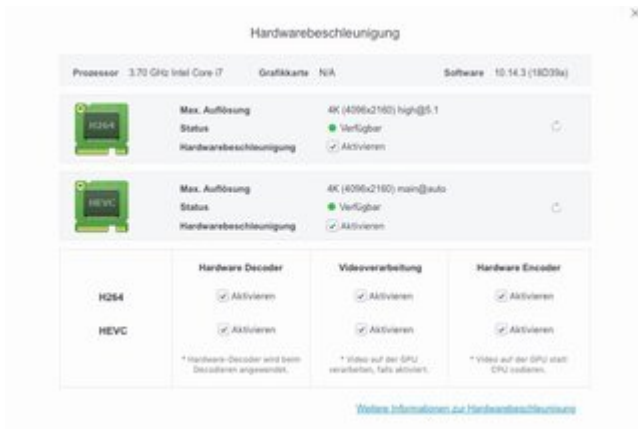 Hardwarebeschleunigung
Prozessor 3.70 GHz Intel Core i7 Grafikkarte N/A Software 10.14.3 (18D39a)
H264
Max. Auflösung 4K (4096x2160) high@5.1
Status Verfügbar
Hardwarebeschleunigung Aktivieren
HEVC
Max. Auflösung 4K (4096x2160) main@auto
Status Verfügbar
Hardwarebeschleunigung Aktivieren
Hardware Decoder Videoverarbeitung Hardware Encoder
H264 Aktivieren Aktivieren Aktivieren
HEVC Aktivieren Aktivieren Aktivieren
* Hardware-Decoder wird beim Decodieren angewendet.
* Video auf der GPU verarbeiten, falls aktiviert.
* Video auf der GPU statt CPU codieren.
Weitere Informationen zur Hardwarebeschleunigung